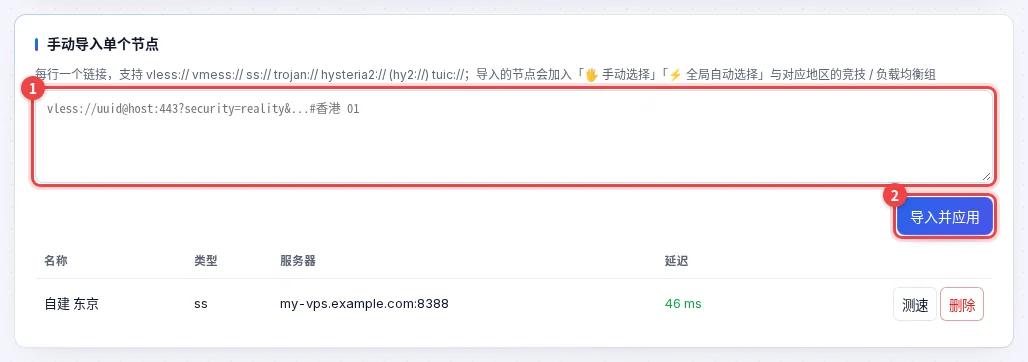 手动导入单个节点
每行一个链接，支持 vless:// vmess:// ss:// trojan:// hysteria2:// (hy2://) tuic://；导入的节点会加入「🖐 手动选择」「⚡ 全局自动选择」与对应地区的竞技 / 负载均衡组
1
vless://uuid@host:443?security=reality&...#香港 01
2
导入并应用
名称 类型 服务器 延迟
自建 东京 ss my-vps.example.com:8388 46 ms 测速 删除